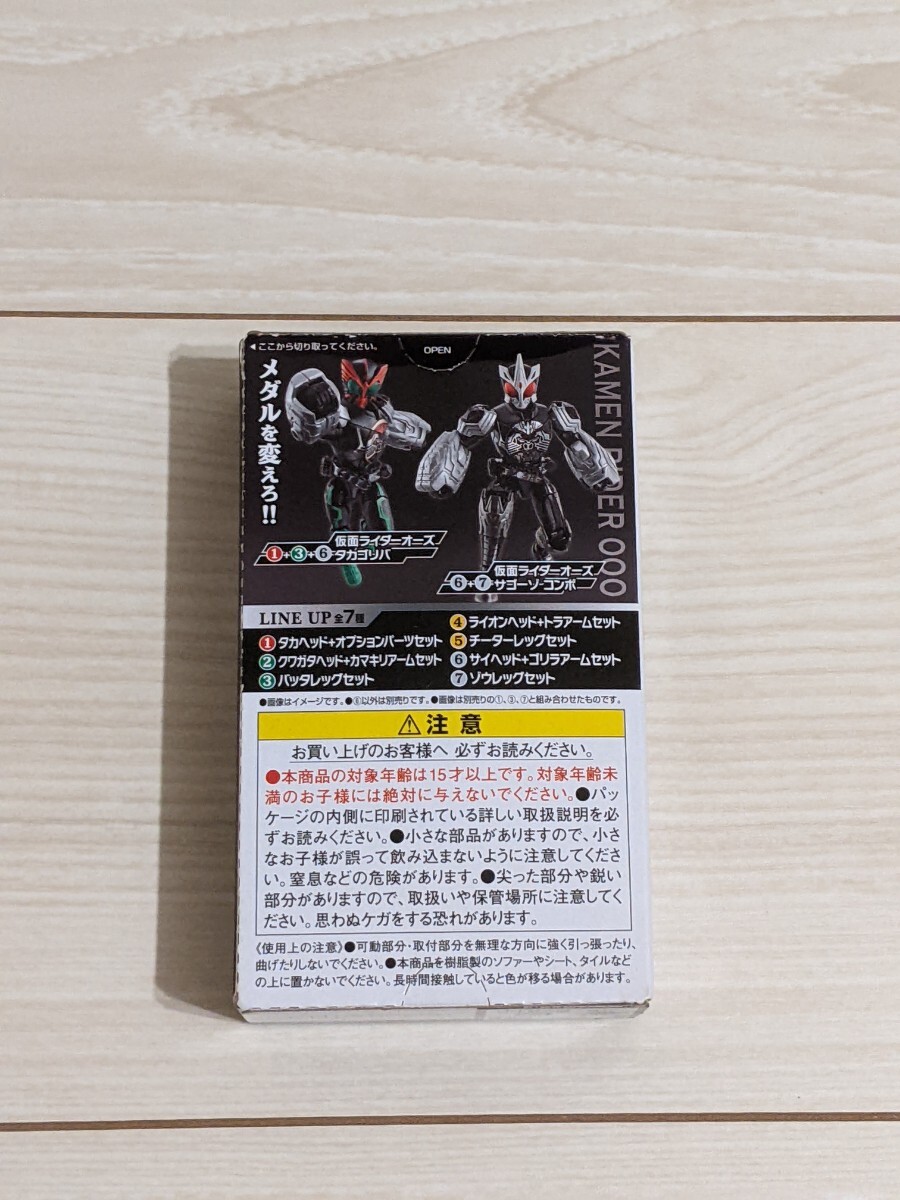 ◀ここから切り取ってください。
OPEN
メダルを変えろ!!
KAMEN RIDER OOO
①+③+⑥ 仮面ライダーオーズ
タカゴリバ
⑥+⑦ 仮面ライダーオーズ
サゴーゾ コンボ
LINE UP 全7種
①タカヘッド+オプションパーツセット
②クワガタヘッド+カマキリアームセット
③バッタレッグセット
④ライオンヘッド+トラアームセット
⑤チーターレッグセット
⑥サイヘッド+ゴリラアームセット
⑦ゾウレッグセット
●画像はイメージです。●⑥以外は別売りです。●画像は別売りの①、③、⑦と組み合わせたものです。
⚠注意
お買い上げのお客様へ 必ずお読みください。
●本商品の対象年齢は15才以上です。対象年齢未
満のお子様には絶対に与えないでください。●パッ
ケージの内側に印刷されている詳しい取扱説明を必
ずお読みください。●小さな部品がありますので、小さ
なお子様が誤って飲み込まないように注意してくださ
い。窒息などの危険があります。●尖った部分や鋭い
部分がありますので、取扱いや保管場所に注意してく
ださい。思わぬケガをする恐れがあります。
《使用上の注意》●可動部分・取付部分を無理な方向に強く引っ張ったり、
曲げたりしないでください。●本商品を樹脂製のソファーやシート、タイルなど
の上に置かないでください。長時間接触していると色が移る場合があります。